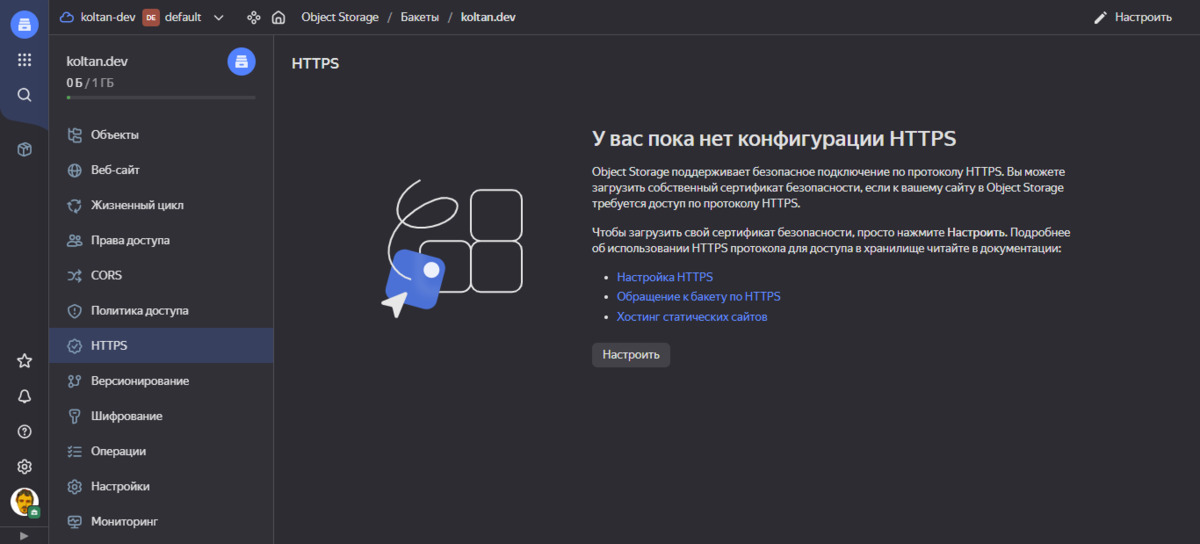 koltan-dev DE default Object Storage / Бакеты / koltan.dev Настроить
koltan.dev
0 Б / 1 ГБ
Объекты
Веб-сайт
Жизненный цикл
Права доступа
CORS
Политика доступа
HTTPS
Версионирование
Шифрование
Операции
Настройки
Мониторинг
HTTPS
У вас пока нет конфигурации HTTPS
Object Storage поддерживает безопасное подключение по протоколу HTTPS. Вы можете
загрузить собственный сертификат безопасности, если к вашему сайту в Object Storage
требуется доступ по протоколу HTTPS.
Чтобы загрузить свой сертификат безопасности, просто нажмите Настроить. Подробнее
об использовании HTTPS протокола для доступа в хранилище читайте в документации:
• Настройка HTTPS
• Обращение к бакету по HTTPS
• Хостинг статических сайтов
Настроить